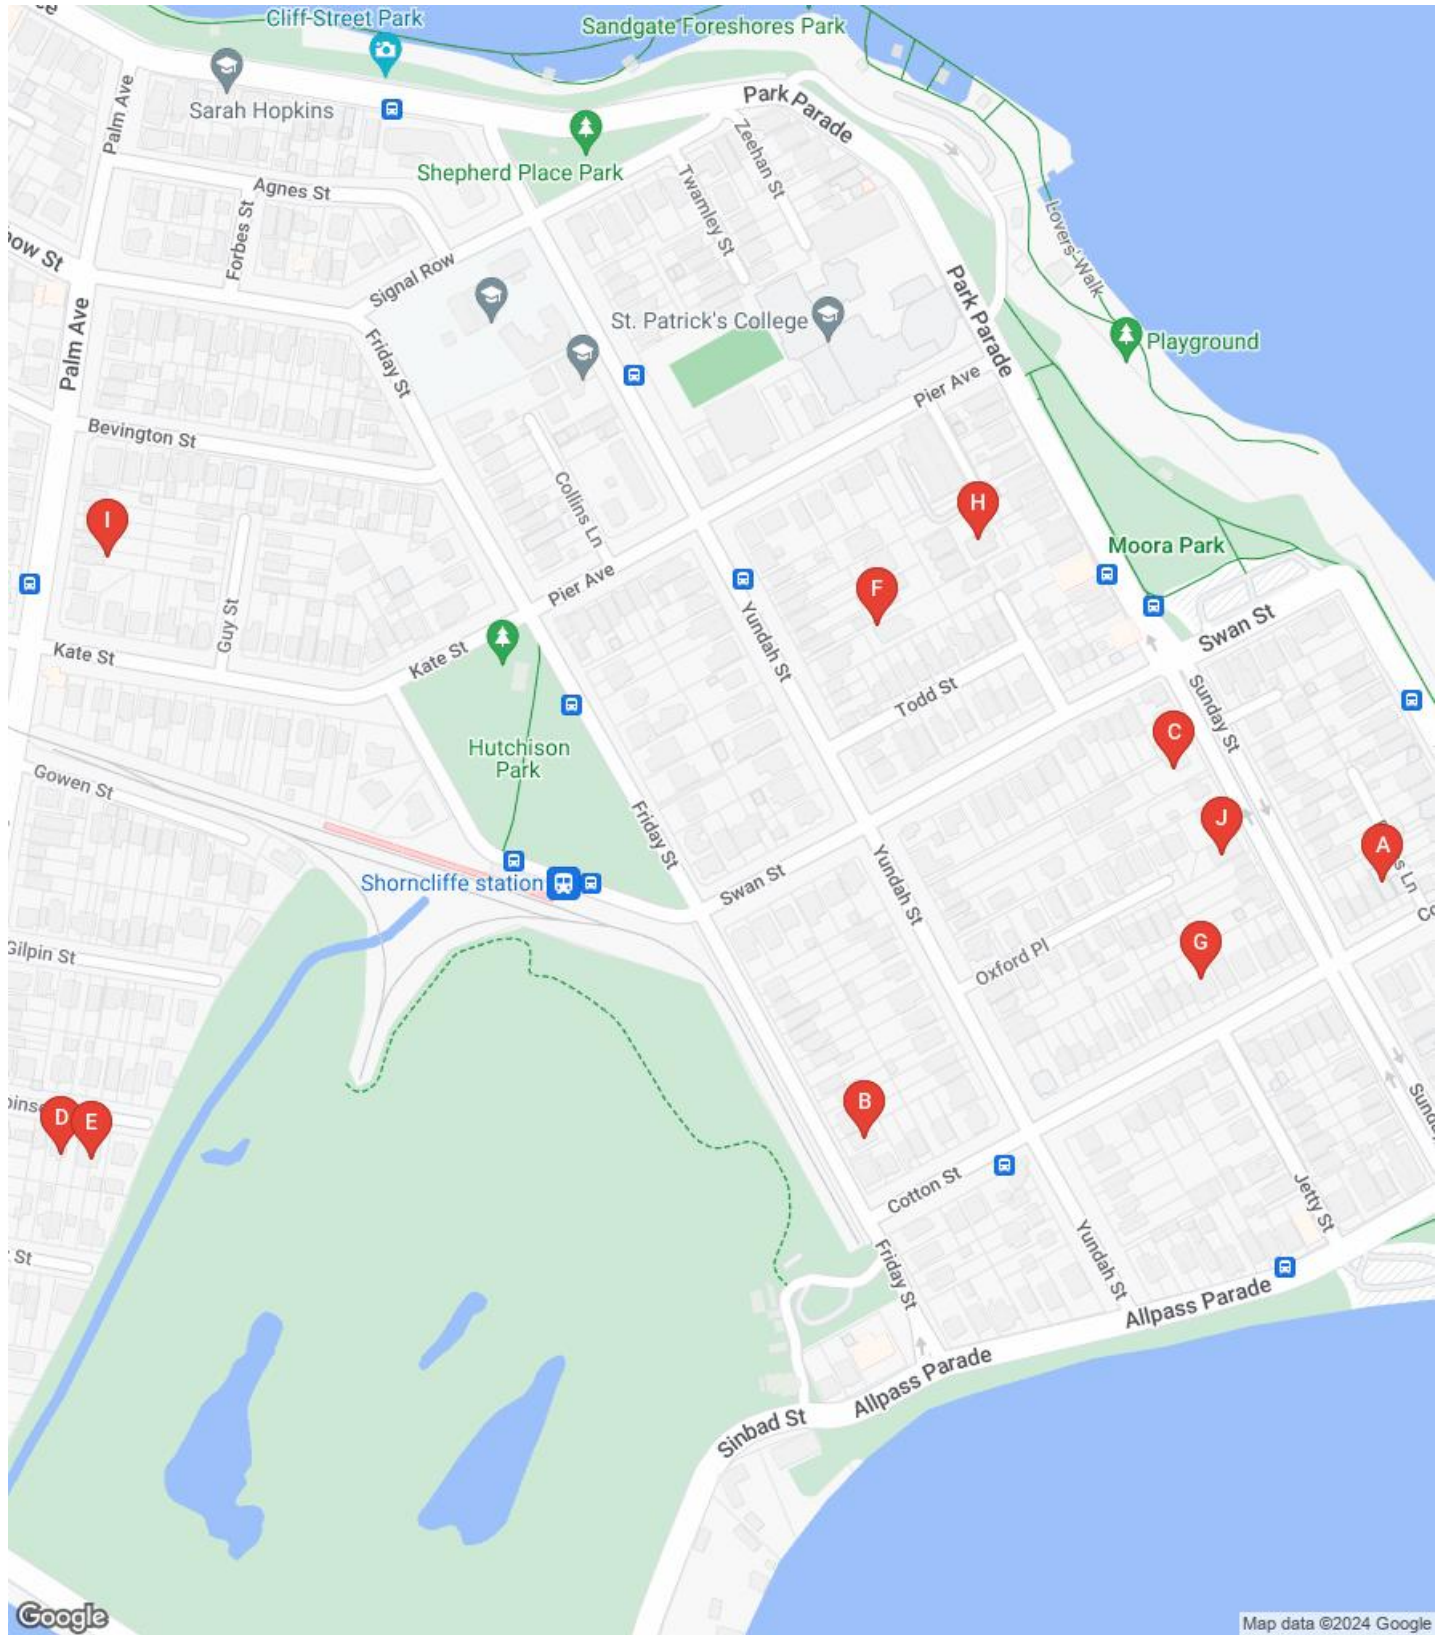 Cliff-Street Park
Sandgate Foreshores Park
Sarah Hopkins
Palm Ave
Park Parade
Zeehan St
Shepherd Place Park
Agnes St
Forbes St
Twamley St
Lovers' Walk
Signal Row
Park Parade
Palm Ave
Friday St
St. Patrick's College
Playground
Pier Ave
Bevington St
Collins Ln
I
H
Moora Park
Pier Ave
F
Guy St
Yundah St
Swan St
Kate St
Kate St
Todd St
Sunday St
C
Hutchison
Park
Gowen St
Friday St
J
A
Shorncliffe station
Swan St
Yundah St
G
Gilpin St
Oxford Pl
D
E
B
Cotton St
Jetty St
St
Friday St
Yundah St
Allpass Parade
Allpass Parade
Sinbad St
Google
Map data ©2024 Google